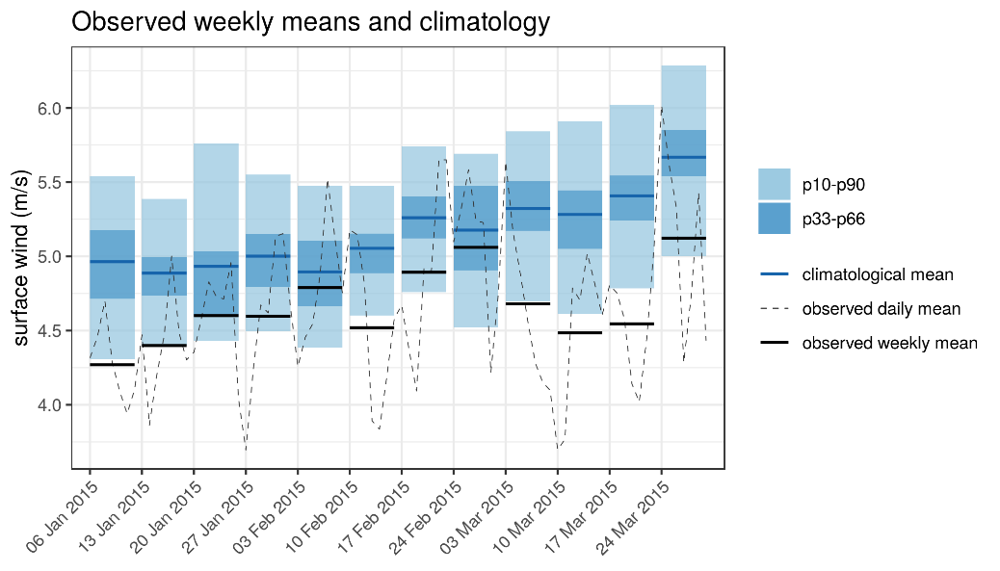 Observed weekly means and climatology
surface wind (m/s)
6.0
5.5
5.0
4.5
4.0
06 Jan 2015
13 Jan 2015
20 Jan 2015
27 Jan 2015
03 Feb 2015
10 Feb 2015
17 Feb 2015
24 Feb 2015
03 Mar 2015
10 Mar 2015
17 Mar 2015
24 Mar 2015
p10-p90
p33-p66
climatological mean
observed daily mean
observed weekly mean